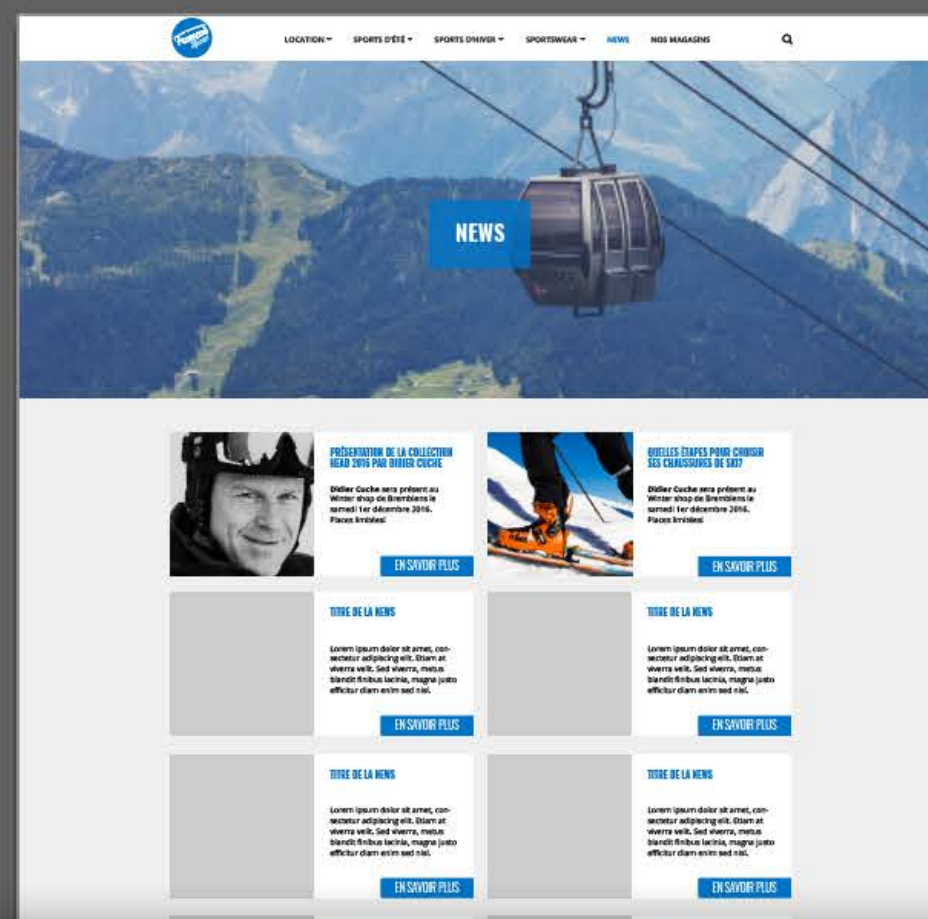 LOCATION SPORTS D'ÉTÉ SPORTS D'HIVER SPORTSWEAR NEWS NOS MAGASINS
NEWS
PRÉSENTATION DE LA COLLECTION
HEAD 2016 PAR DIDIER CUCHE
Didier Cuche sera présent au
Winter shop de Bremblens le
samedi 1er décembre 2016.
Places limitées!
EN SAVOIR PLUS
QUELLES ÉTAPES POUR CHOISIR
SES CHAUSSURES DE SKI?
Didier Cuche sera présent au
Winter shop de Bremblens le
samedi 1er décembre 2016.
Places limitées!
EN SAVOIR PLUS
TITRE DE LA NEWS
Lorem ipsum dolor sit amet, con-
sectetur adipiscing elit. Etiam at
viverra velit. Sed viverra, metus
blandit finibus lacinia, magna justo
efficitur diam enim sed nisl.
EN SAVOIR PLUS
TITRE DE LA NEWS
Lorem ipsum dolor sit amet, con-
sectetur adipiscing elit. Etiam at
viverra velit. Sed viverra, metus
blandit finibus lacinia, magna justo
efficitur diam enim sed nisl.
EN SAVOIR PLUS
TITRE DE LA NEWS
Lorem ipsum dolor sit amet, con-
sectetur adipiscing elit. Etiam at
viverra velit. Sed viverra, metus
blandit finibus lacinia, magna justo
efficitur diam enim sed nisl.
EN SAVOIR PLUS
TITRE DE LA NEWS
Lorem ipsum dolor sit amet, con-
sectetur adipiscing elit. Etiam at
viverra velit. Sed viverra, metus
blandit finibus lacinia, magna justo
efficitur diam enim sed nisl.
EN SAVOIR PLUS